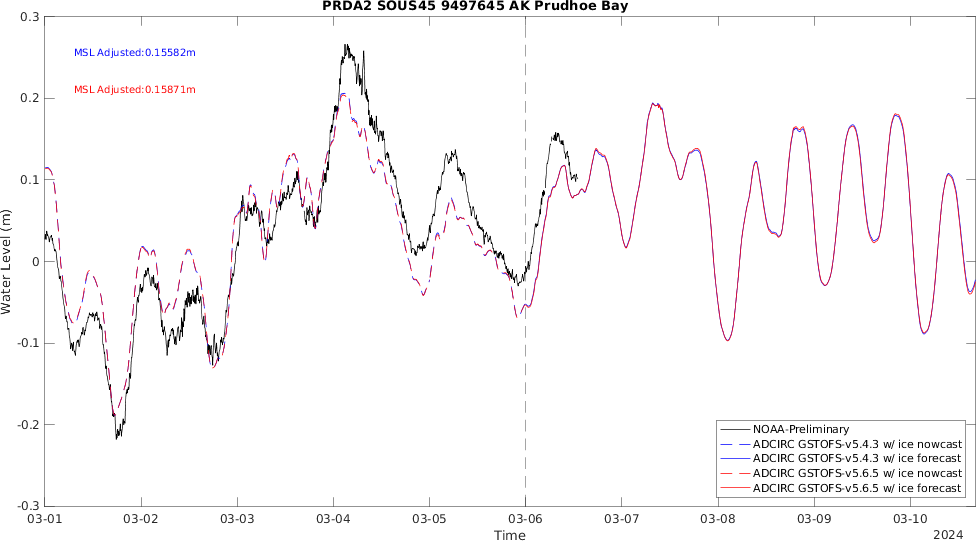 PRDA2 SOUS45 9497645 AK Prudhoe Bay
MSL Adjusted:0.15582m
MSL Adjusted:0.15871m
Water Level (m)
0.3
0.2
0.1
0
-0.1
-0.2
-0.3
NOAA-Preliminary
ADCIRC GSTOFS-v5.4.3 w/ ice nowcast
ADCIRC GSTOFS-v5.4.3 w/ ice forecast
ADCIRC GSTOFS-v5.6.5 w/ ice nowcast
ADCIRC GSTOFS-v5.6.5 w/ ice forecast
03-01 03-02 03-03 03-04 03-05 03-06 03-07 03-08 03-09 03-10
Time
2024